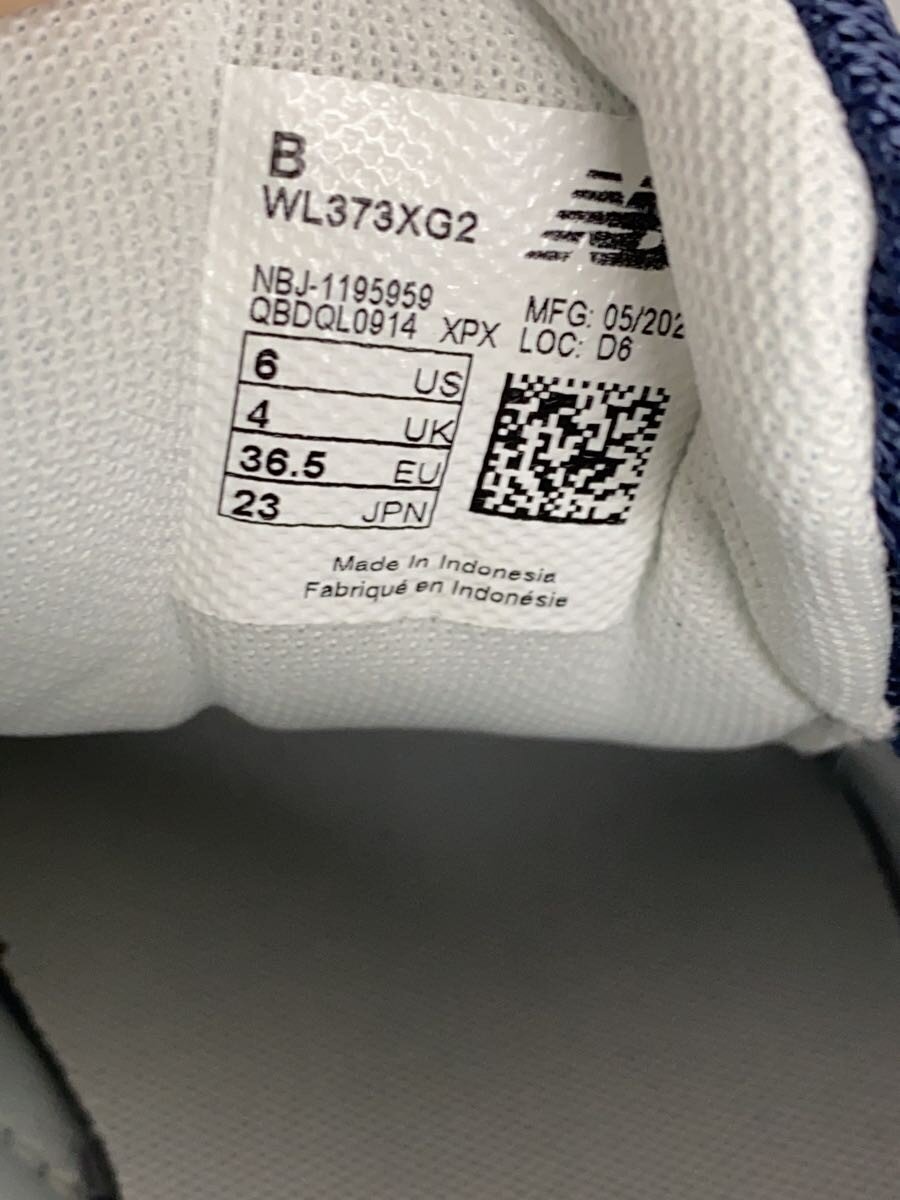 B
WL373XG2
NBJ-1195959
QBDQL0914 XPX
MFG: 05/202
LOC: D6
6 US
4 UK
36.5 EU
23 JPN
Made in Indonesia
Fabriqué en Indonésie